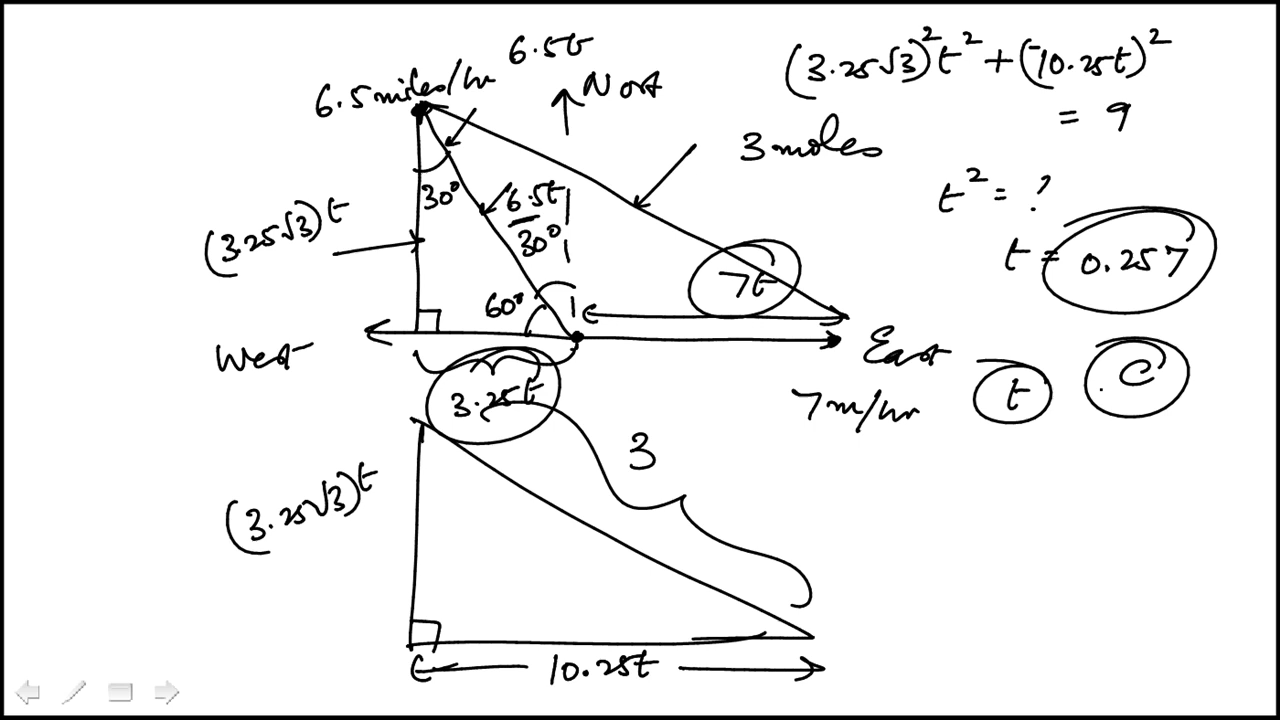 6.5t
6.5 miles/hr
North
(3.25√3)²t² + (10.25t)²
= 9
3 moles
t² = ?
t = 0.257
30°
6.5t
30°
(3.25√3)t
7t
60°
West
East
7 m/hr
t
C
3.25t
3
(3.25√3)t
10.25t